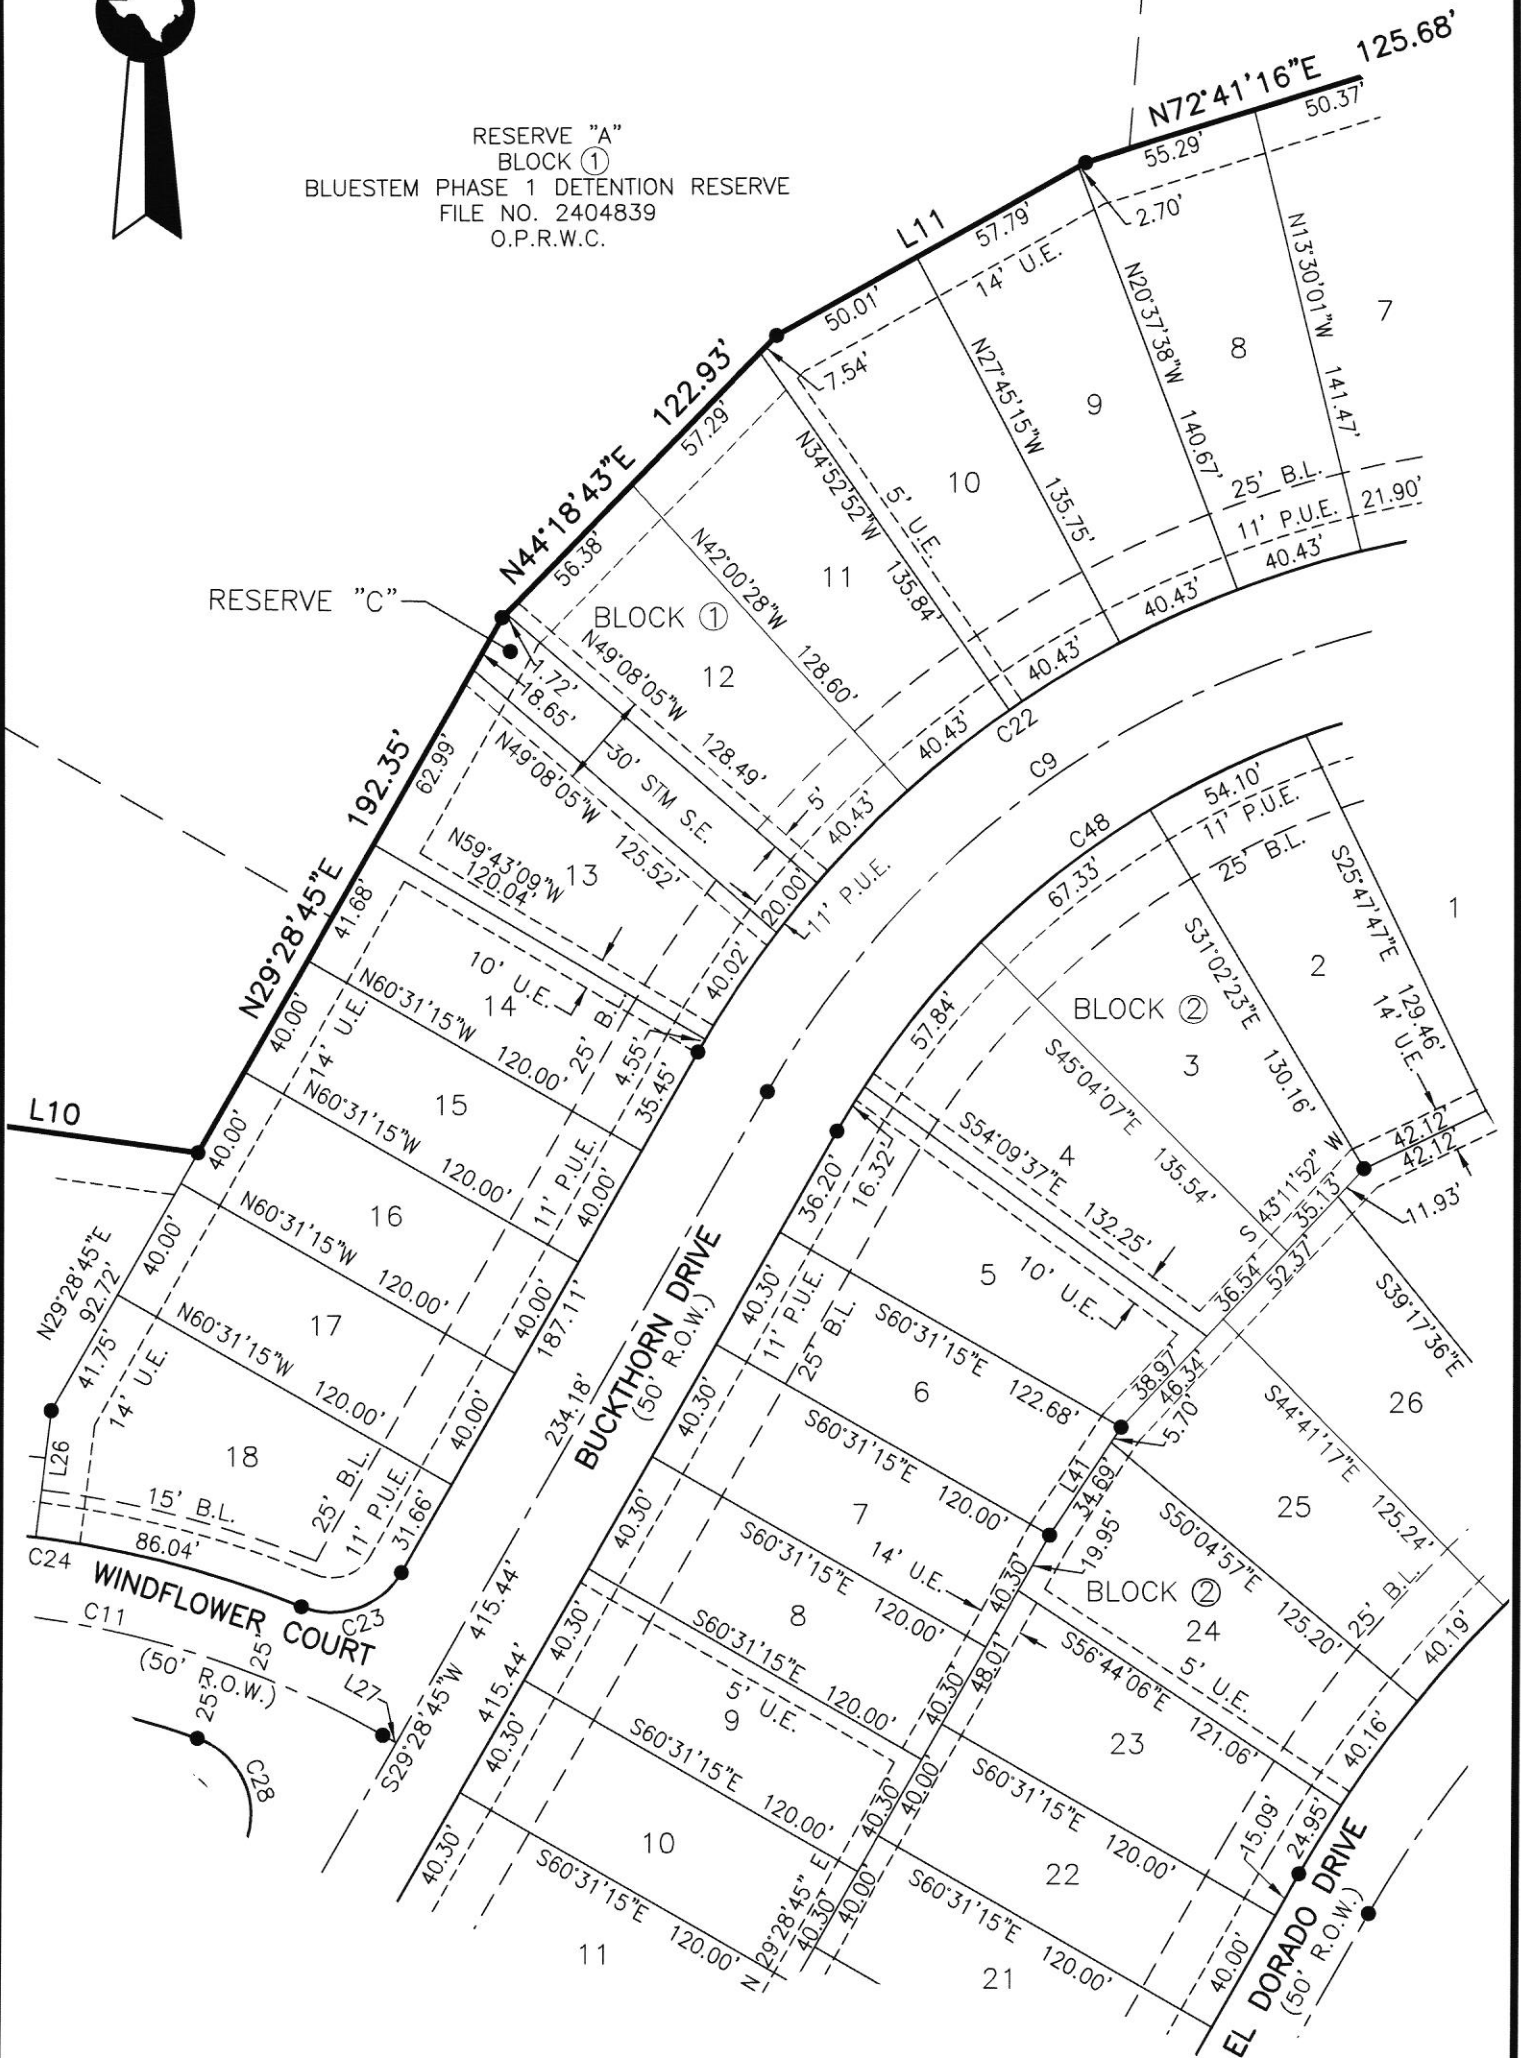 RESERVE "A"
BLOCK ①
BLUESTEM PHASE 1 DETENTION RESERVE
FILE NO. 2404839
O.P.R.W.C.
N72°41'16"E 125.68'
50.37'
55.29'
2.70'
L11
57.79'
50.01'
14' U.E.
7.54'
N13°30'01"W 141.47'
7
N20°37'38"W 140.67'
8
N27°45'15"W 135.75'
9
N34°52'52"W 135.84'
10
5' U.E.
25' B.L.
11' P.U.E.
21.90'
40.43'
40.43'
40.43'
40.43'
40.43'
N44°18'43"E 122.93'
57.29'
56.38'
N42°00'28"W 128.60'
11
RESERVE "C"
BLOCK ①
12
N49°08'05"W 128.49'
1.72'
18.65'
30' STM S.E.
5'
N49°08'05"W 125.52'
C22
C9
20.00'
11' P.U.E.
N29°28'45"E 192.35'
62.99'
41.68'
N59°43'09"W
120.04'
13
40.02'
10' U.E.
14
25' B.L.
4.55'
35.45'
N60°31'15"W 120.00'
40.00'
14' U.E.
15
N60°31'15"W 120.00'
L10
40.00'
16
11' P.U.E.
40.00'
N60°31'15"W 120.00'
40.00'
17
40.00'
187.11'
N60°31'15"W 120.00'
N29°28'45"E
92.72'
41.75'
14' U.E.
40.00'
18
L26
15' B.L.
25' B.L.
11' P.U.E.
31.66'
86.04'
C24
WINDFLOWER COURT
(50' R.O.W.)
C11
C23
25'
25'
L27
C28
BUCKTHORN DRIVE
(50' R.O.W.)
234.18'
S29°28'45"W 415.44'
415.44'
C48
54.10'
11' P.U.E.
25' B.L.
67.33'
S25°47'47"E 129.46'
1
2
14' U.E.
S31°02'23"E 130.16'
BLOCK ②
3
57.84'
S45°04'07"E 135.54'
4
S54°09'37"E 132.25'
42.12'
42.12'
11.93'
S 43°11'52" W
35.13'
52.37'
36.54'
36.20'
16.32'
5
10' U.E.
38.97'
46.34'
5.70'
S60°31'15"E 122.68'
40.30'
11' P.U.E.
25' B.L.
6
S60°31'15"E 120.00'
L41
34.69'
40.30'
7
14' U.E.
S60°31'15"E 120.00'
19.95'
40.30'
40.30'
8
S60°31'15"E 120.00'
48.01'
40.30'
40.30'
5' U.E.
9
S60°31'15"E 120.00'
40.30'
40.30'
40.00'
10
S60°31'15"E 120.00'
40.30'
40.30'
40.00'
N 29°28'45" E
11
S39°17'36"E
26
S44°41'17"E 125.24'
25
S50°04'57"E 125.20'
BLOCK ②
24
25' B.L.
40.19'
5' U.E.
S56°44'06"E 121.06'
40.16'
23
S60°31'15"E 120.00'
15.09'
24.95'
22
S60°31'15"E 120.00'
40.00'
21
EL DORADO DRIVE
(50' R.O.W.)